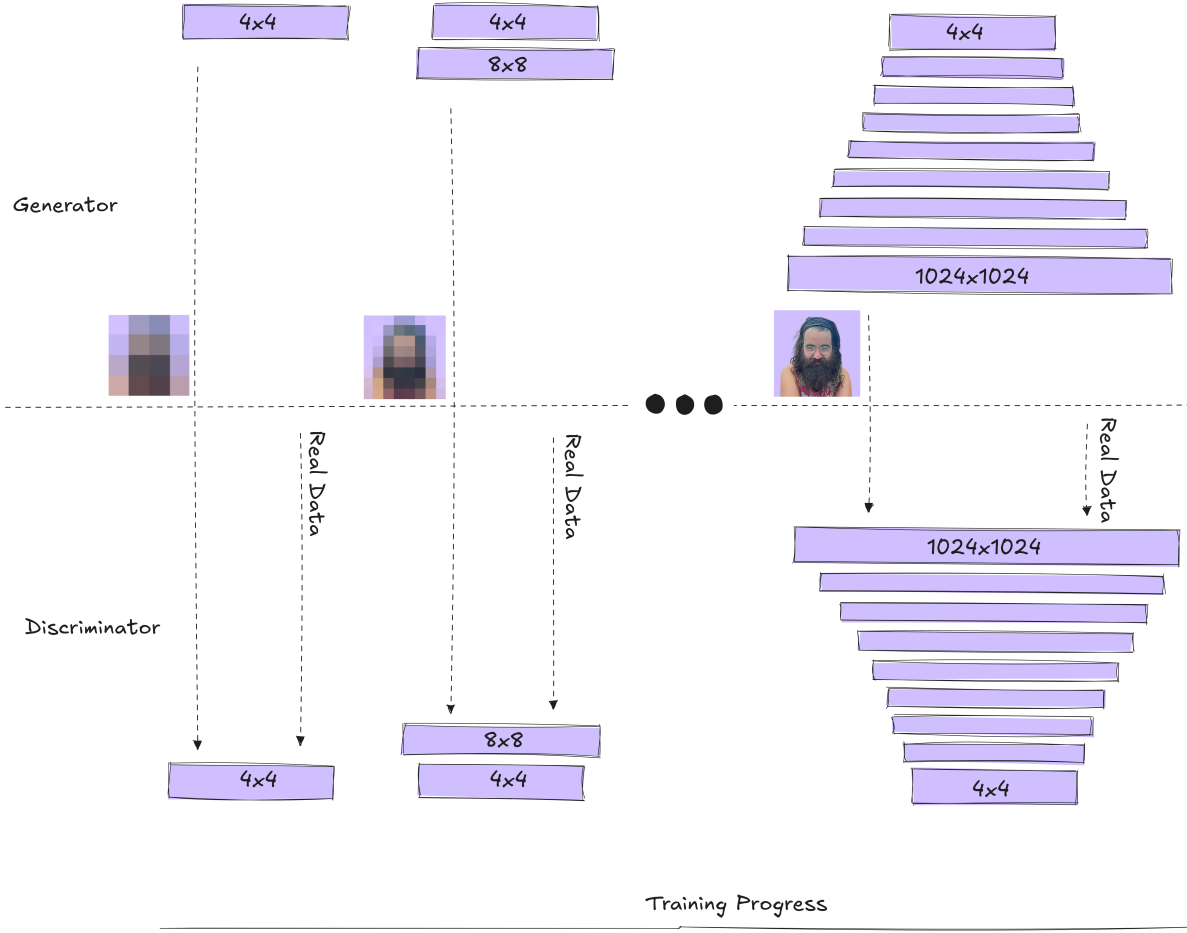 4x4
4x4
8x8
4x4
1024x1024
Generator
Real Data
Real Data
Real Data
1024x1024
Discriminator
8x8
4x4
4x4
4x4
Training Progress